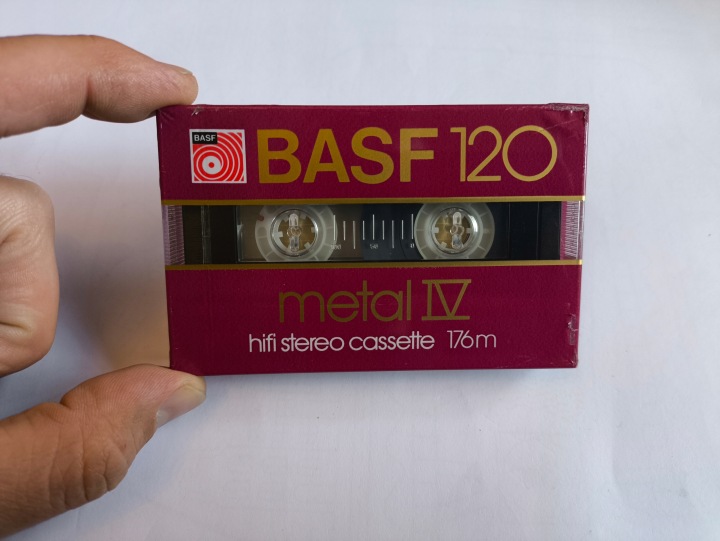 BASF
BASF 120
metal IV
hifi stereo cassette 176m